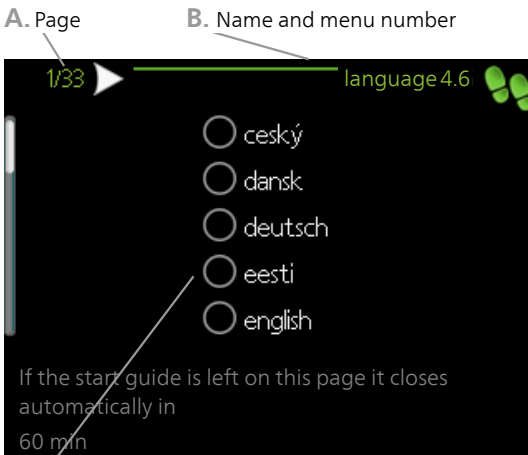 A. Page
B. Name and menu number
1/33
language 4.6
ceský
dansk
deutsch
eesti
english
If the start guide is left on this page it closes
automatically in
60 min